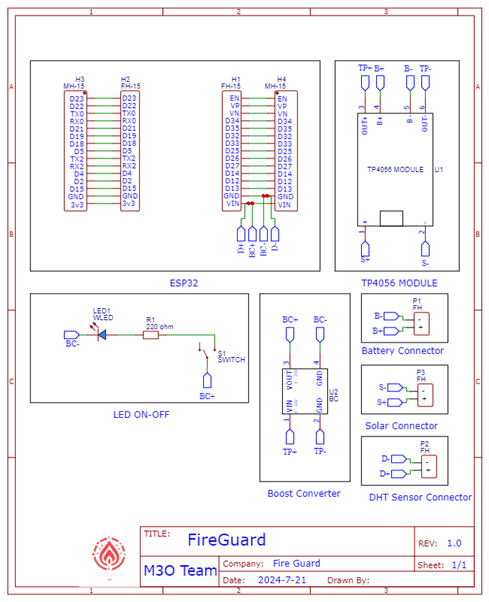 1 2
A A
H3 H2 H1 H4
MH-15 FH-15 FH-15 MH-15
D23 D23 EN EN
D22 D22 VP VP
TX0 TX0 VN VN
RX0 RX0 D34 D34
D21 D21 D35 D35
D19 D19 D32 D32
D18 D18 D33 D33
D5 D5 D25 D25
TX2 TX2 D26 D26
RX2 RX2 D27 D27
D4 D4 D14 D14
D2 D2 D12 D12
D15 D15 D13 D13
GND GND GND GND
3v3 3v3 VIN VIN
D+ BC+ BC- D-
ESP32
TP+ B+ B- TP-
3 4 5 6
OUT+ B+ B- OUT-
TP4056 MODULE U1
+ -
1 2
S+ S-
TP4056 MODULE
B B
LED1
WLED
R1
220 ohm
BC-
S1
SWITCH
BC+
LED ON-OFF
BC+ BC-
3 4
VOUT GND
VIN GND
1 2
TP+ TP-
Boost Converter
P1
FH
B- -
B+ +
Battery Connector
P3
FH
S- -
S+ +
Solar Connector
P2
FH
D- -
D+ +
DHT Sensor Connector
C C
TITLE: FireGuard
REV: 1.0
M3O Team
Company: Fire Guard
Sheet: 1/1
Date: 2024-7-21 Drawn By:
1 2